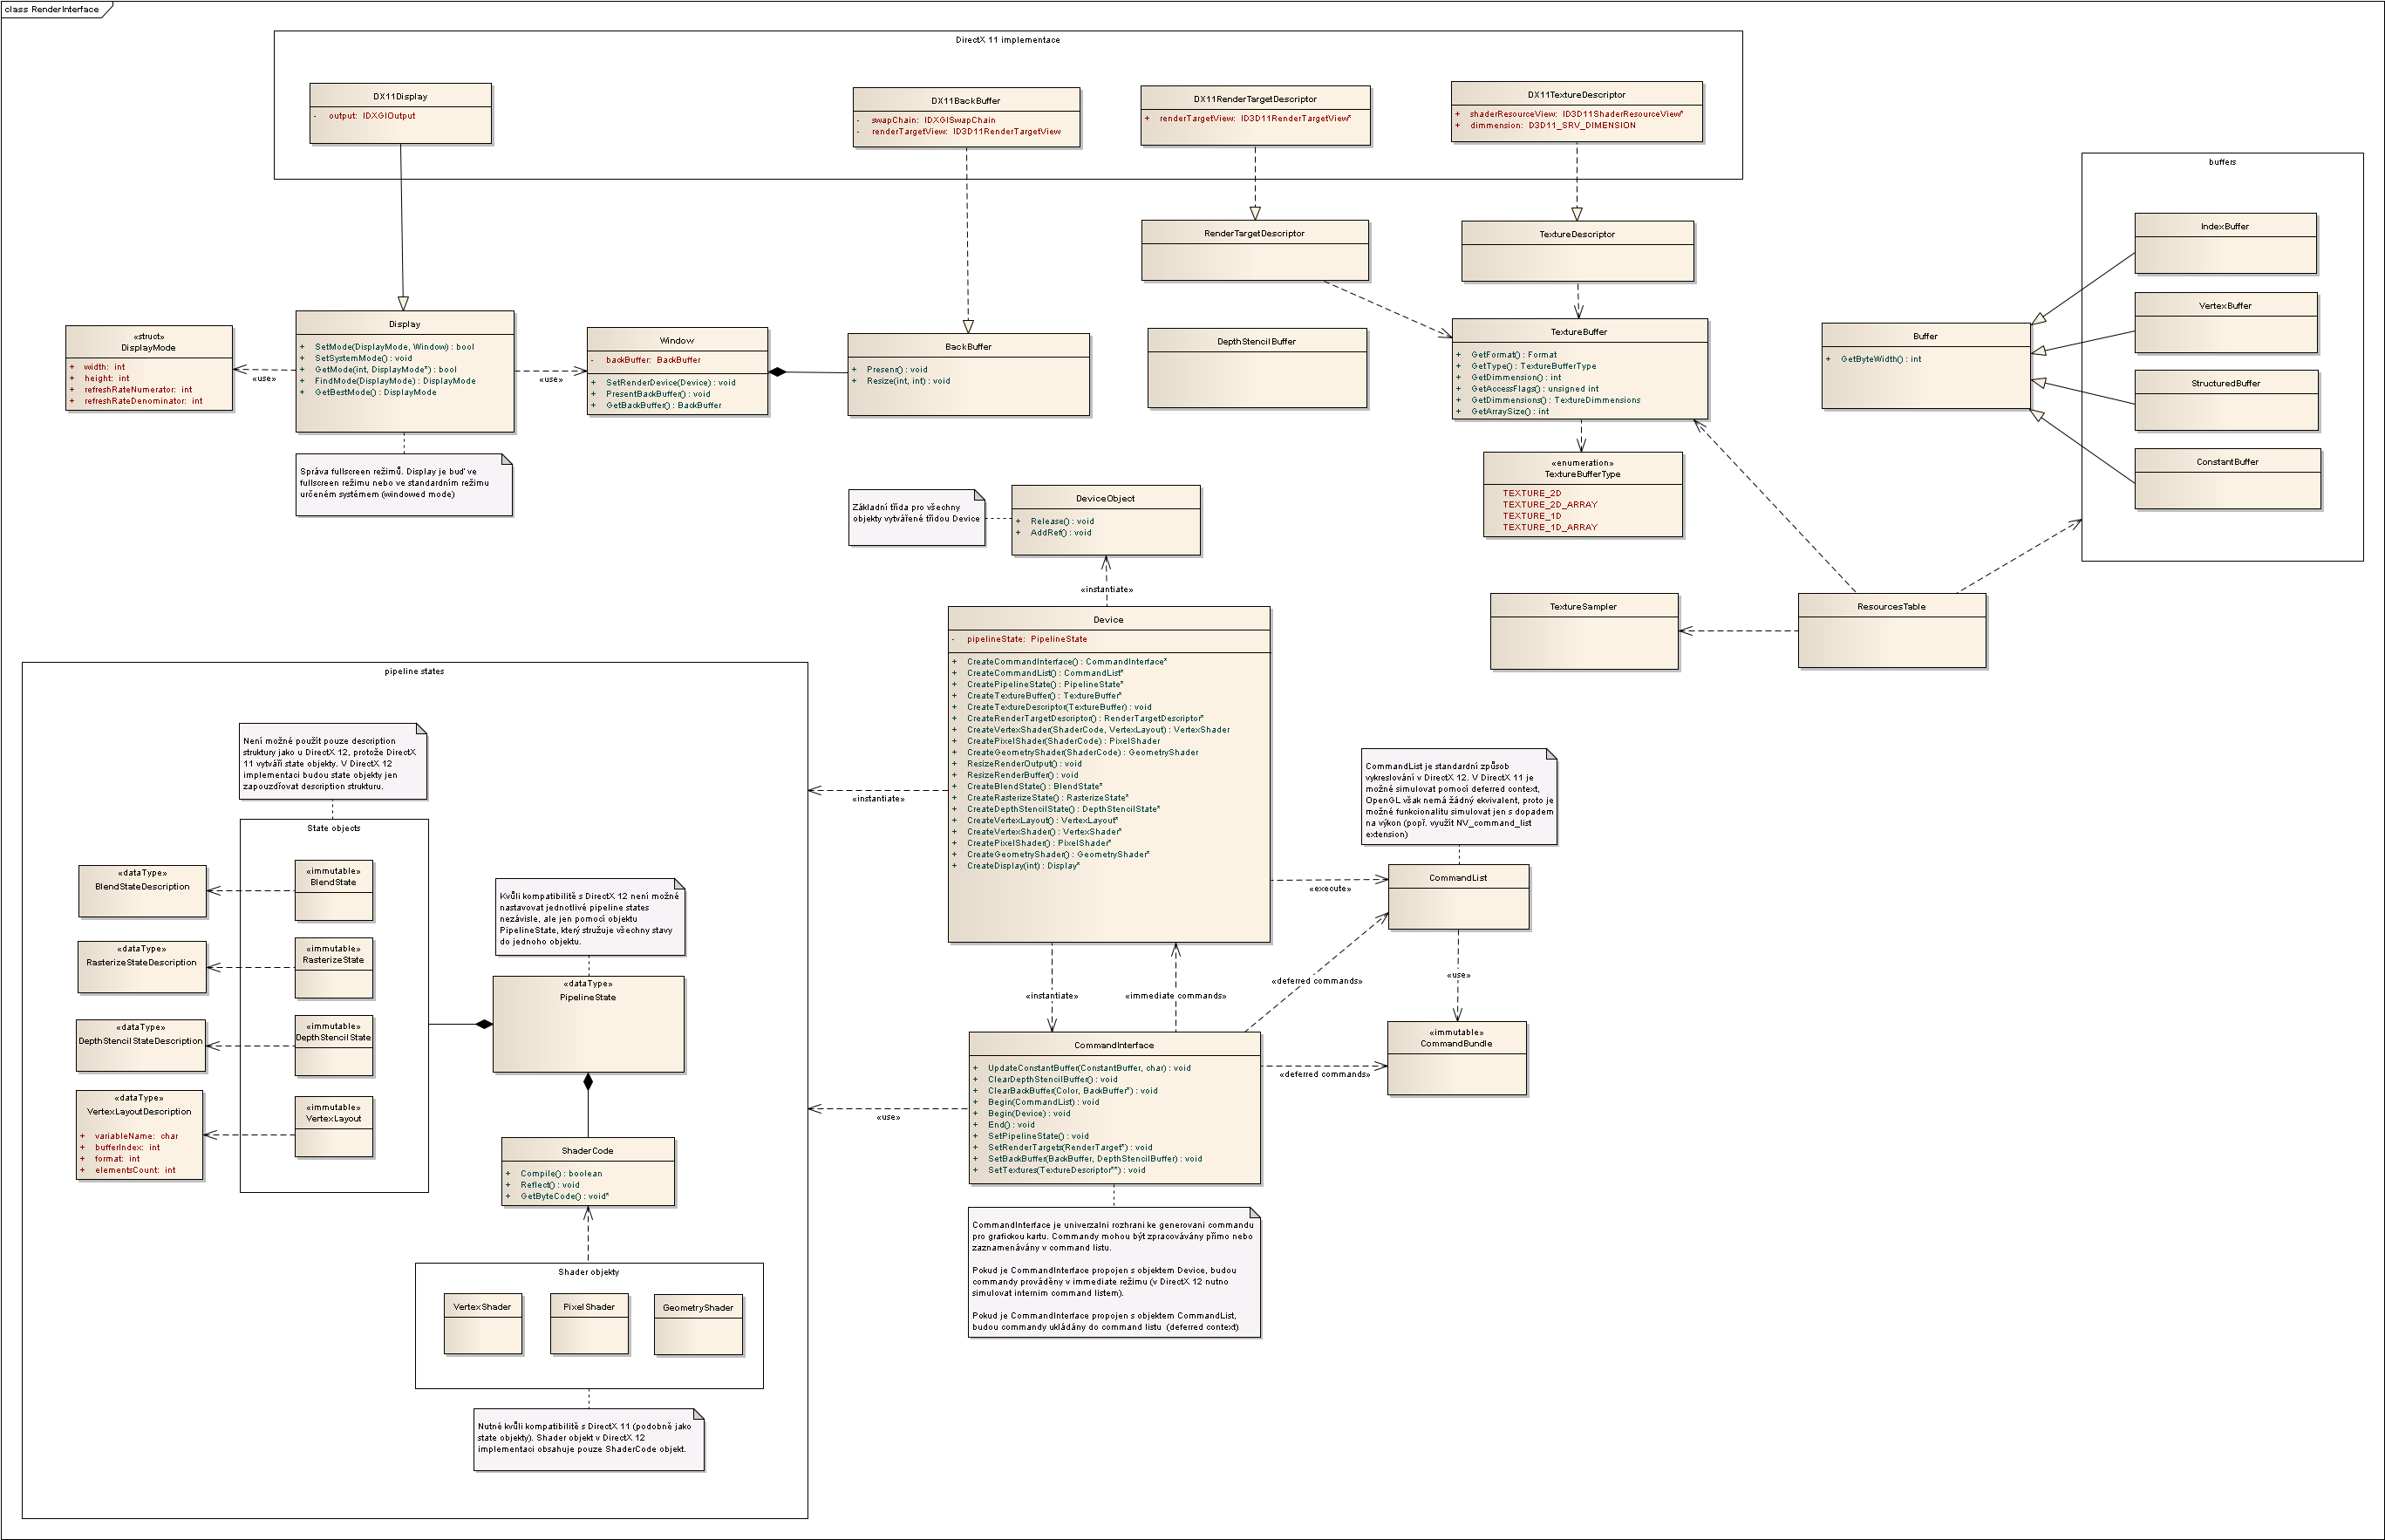 class RenderInterface
DirectX 11 implementace
DX11Display
- output: IDXGIOutput
DX11BackBuffer
- swapChain: IDXGISwapChain
- renderTargetView: ID3D11RenderTargetView
DX11RenderTargetDescriptor
+ renderTargetView: ID3D11RenderTargetView*
DX11TextureDescriptor
+ shaderResourceView: ID3D11ShaderResourceView*
+ dimmension: D3D11_SRV_DIMENSION
buffers
IndexBuffer
VertexBuffer
StructuredBuffer
ConstantBuffer
Buffer
+ GetByteWidth() : int
RenderTargetDescriptor
TextureDescriptor
«struct»
DisplayMode
+ width: int
+ height: int
+ refreshRateNumerator: int
+ refreshRateDenominator: int
«use»
Display
+ SetMode(DisplayMode, Window) : bool
+ SetSystemMode() : void
+ GetMode(int, DisplayMode*) : bool
+ FindMode(DisplayMode) : DisplayMode
+ GetBestMode() : DisplayMode
«use»
Window
- backBuffer: BackBuffer
+ SetRenderDevice(Device) : void
+ PresentBackBuffer() : void
+ GetBackBuffer() : BackBuffer
BackBuffer
+ Present() : void
+ Resize(int, int) : void
DepthStencilBuffer
TextureBuffer
+ GetFormat() : Format
+ GetType() : TextureBufferType
+ GetDimmension() : int
+ GetAccessFlags() : unsigned int
+ GetDimmensions() : TextureDimmensions
+ GetArraySize() : int
«enumeration»
TextureBufferType
TEXTURE_2D
TEXTURE_2D_ARRAY
TEXTURE_1D
TEXTURE_1D_ARRAY
Správa fullscreen režimů. Display je buď ve
fullscreen režimu nebo ve standardním režimu
určeném systémem (windowed mode)
Základní třída pro všechny
objekty vytvářené třídou Device
DeviceObject
+ Release() : void
+ AddRef() : void
«instantiate»
TextureSampler
ResourcesTable
Device
- pipelineState: PipelineState
+ CreateCommandInterface() : CommandInterface*
+ CreateCommandList() : CommandList*
+ CreatePipelineState() : PipelineState*
+ CreateTextureBuffer() : TextureBuffer*
+ CreateTextureDescriptor(TextureBuffer) : void
+ CreateRenderTargetDescriptor() : RenderTargetDescriptor*
+ CreateVertexShader(ShaderCode, VertexLayout) : VertexShader
+ CreatePixelShader(ShaderCode) : PixelShader
+ CreateGeometryShader(ShaderCode) : GeometryShader
+ ResizeRenderOutput() : void
+ ResizeRenderBuffer() : void
+ CreateBlendState() : BlendState*
+ CreateRasterizeState() : RasterizeState*
+ CreateDepthStencilState() : DepthStencilState*
+ CreateVertexLayout() : VertexLayout*
+ CreateVertexShader() : VertexShader*
+ CreatePixelShader() : PixelShader*
+ CreateGeometryShader() : GeometryShader*
+ CreateDisplay(int) : Display*
«instantiate»
«execute»
«instantiate»
«immediate commands»
«deferred commands»
«use»
«deferred commands»
«use»
CommandList je standardní způsob
vykreslování v DirectX 12. V DirectX 11 je
možné simulovat pomocí deferred context,
OpenGL však nemá žádný ekvivalent, proto je
možné funkcionalitu simulovat jen s dopadem
na výkon (popř. využít NV_command_list
extension)
CommandList
«immutable»
CommandBundle
CommandInterface
+ UpdateConstantBuffer(ConstantBuffer, char) : void
+ ClearDepthStencilBuffer() : void
+ ClearBackBuffer(Color, BackBuffer*) : void
+ Begin(CommandList) : void
+ Begin(Device) : void
+ End() : void
+ SetPipelineState() : void
+ SetRenderTargets(RenderTarget*) : void
+ SetBackBuffer(BackBuffer, DepthStencilBuffer) : void
+ SetTextures(TextureDescriptor**) : void
CommandInterface je univerzalni rozhrani ke generovani commandu
pro grafickou kartu. Commandy mohou být zpracovávány přímo nebo
zaznamenávány v command listu.
Pokud je CommandInterface propojen s objektem Device, budou
commandy prováděny v immediate režimu (v DirectX 12 nutno
simulovat internim command listem).
Pokud je CommandInterface propojen s objektem CommandList,
budou commandy ukládány do command listu (deferred context)
pipeline states
Není možné použít pouze description
struktury jako u DirectX 12, protože DirectX
11 vytváří state objekty. V DirectX 12
implementaci budou state objekty jen
zapouzdřovat description strukturu.
State objects
«dataType»
BlendStateDescription
«immutable»
BlendState
«dataType»
RasterizeStateDescription
«immutable»
RasterizeState
«dataType»
DepthStencilStateDescription
«immutable»
DepthStencilState
«dataType»
VertexLayoutDescription
+ variableName: char
+ bufferIndex: int
+ format: int
+ elementsCount: int
«immutable»
VertexLayout
Kvůli kompatibilitě s DirectX 12 není možné
nastavovat jednotlivé pipeline states
nezávisle, ale jen pomocí objektu
PipelineState, který stružuje všechny stavy
do jednoho objektu.
«dataType»
PipelineState
ShaderCode
+ Compile() : boolean
+ Reflect() : void
+ GetByteCode() : void*
Shader objekty
VertexShader
PixelShader
GeometryShader
Nutné kvůli kompatibilitě s DirectX 11 (podobně jako
state objekty). Shader objekt v DirectX 12
implementaci obsahuje pouze ShaderCode objekt.